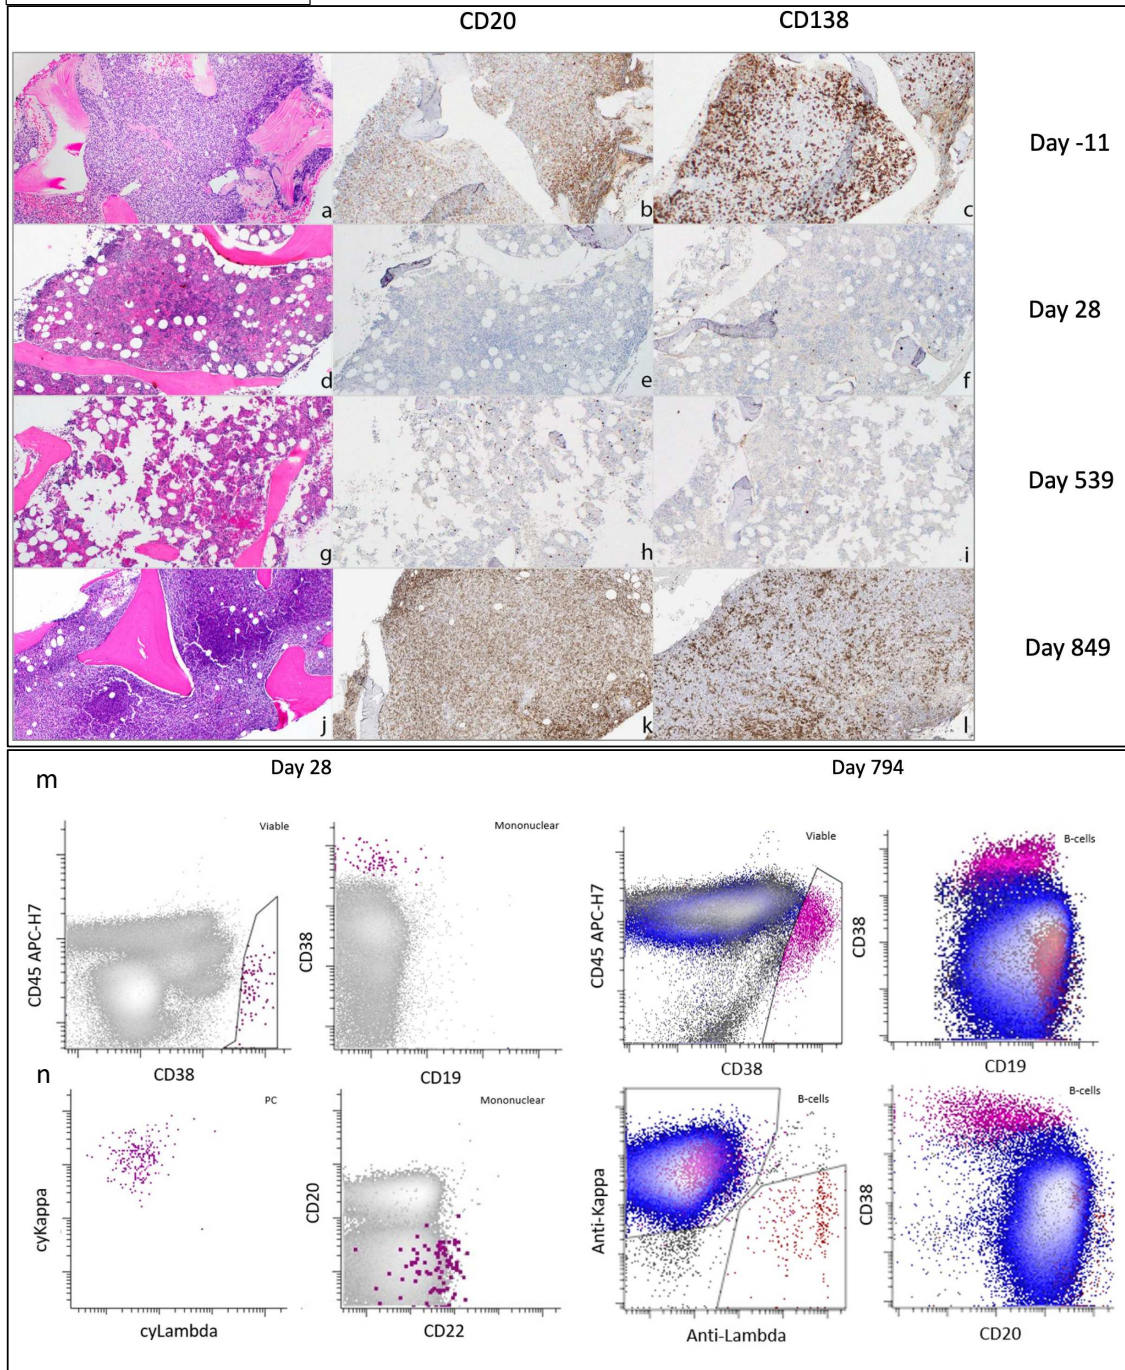 CD20 CD138
a b c Day -11
d e f Day 28
g h i Day 539
j k l Day 849
m Day 28 Day 794
Viable Mononuclear Viable B-cells
CD45 APC-H7 CD38 CD45 APC-H7 CD38
CD38 CD19 CD38 CD19
n PC Mononuclear B-cells B-cells
cyKappa CD20 Anti-Kappa CD38
cyLambda CD22 Anti-Lambda CD20